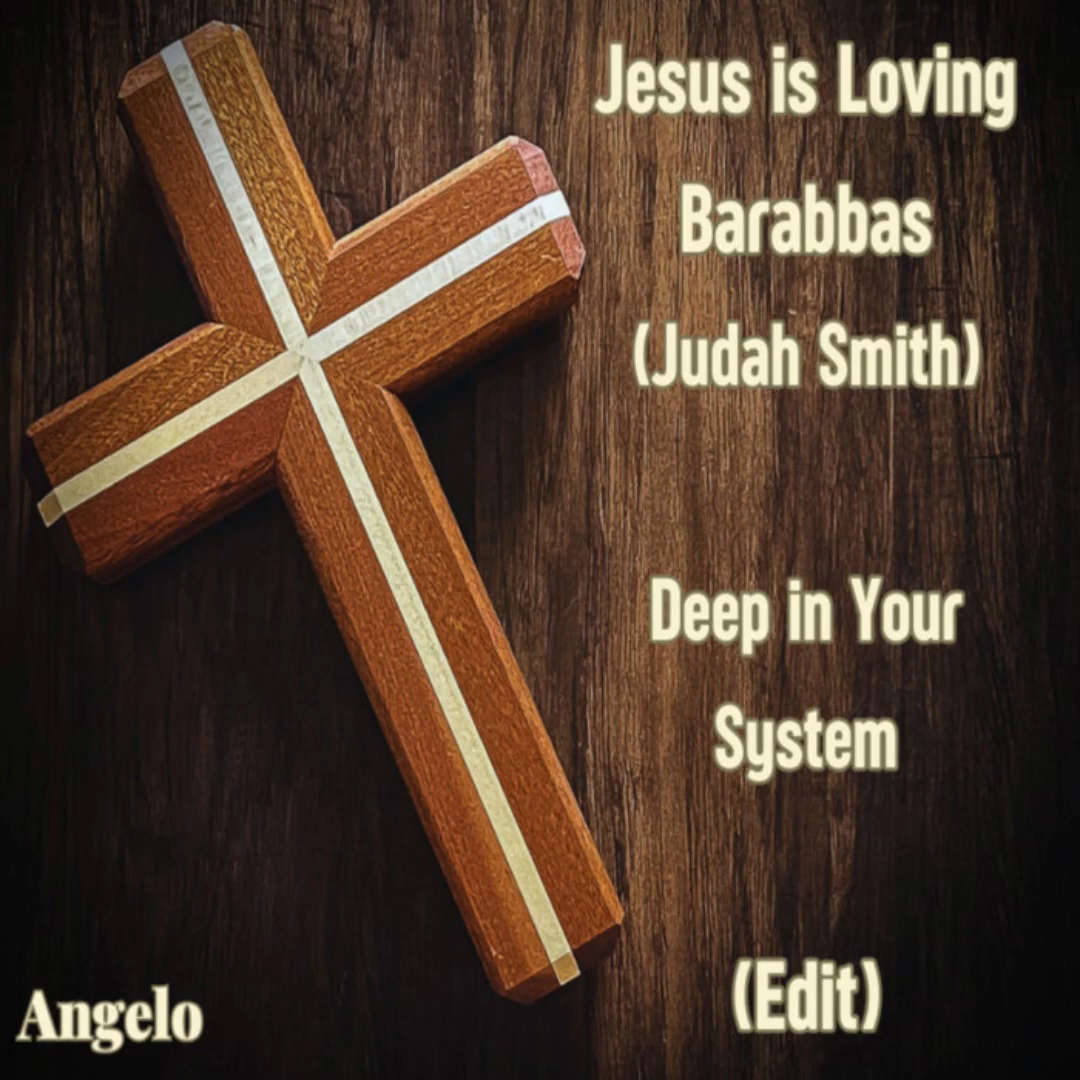 Jesus is Loving
Barabbas
(Judah Smith)
Deep in Your
System
(Edit)
Angelo